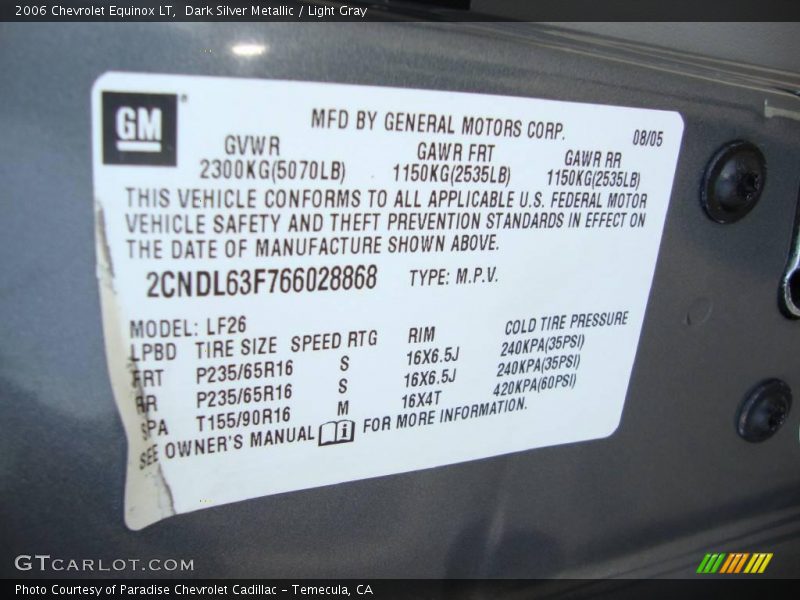 2006 Chevrolet Equinox LT,  Dark Silver Metallic / Light Gray
GM
MFD BY GENERAL MOTORS CORP.
08/05
GVWR GAWR FRT GAWR RR
2300KG(5070LB) 1150KG(2535LB) 1150KG(2535LB)
THIS VEHICLE CONFORMS TO ALL APPLICABLE U.S. FEDERAL MOTOR
VEHICLE SAFETY AND THEFT PREVENTION STANDARDS IN EFFECT ON
THE DATE OF MANUFACTURE SHOWN ABOVE.
2CNDL63F766028868 TYPE: M.P.V.
MODEL: LF26
LPBD TIRE SIZE SPEED RTG RIM COLD TIRE PRESSURE
FRT P235/65R16 S 16X6.5J 240KPA(35PSI)
RR P235/65R16 S 16X6.5J 240KPA(35PSI)
SPA T155/90R16 M 16X4T 420KPA(60PSI)
SEE OWNER'S MANUAL i FOR MORE INFORMATION.
GTCARLOT.COM
Photo Courtesy of Paradise Chevrolet Cadillac – Temecula, CA